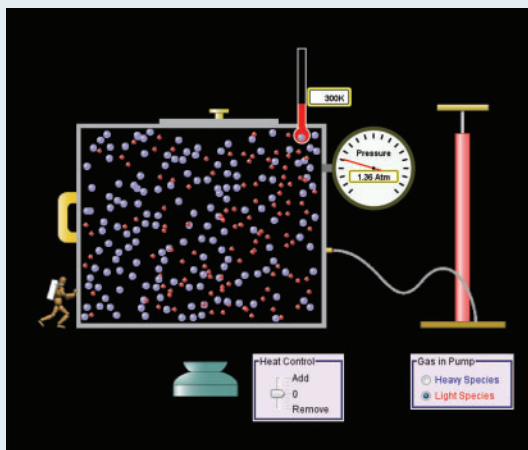 300K
Pressure
1.36 Atm
Heat Control
Add
0
Remove
Gas in Pump
Heavy Species
Light Species